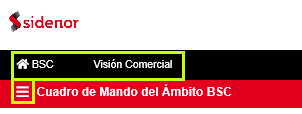 sidenor
BSC Visión Comercial
Cuadro de Mando del Ámbito BSC